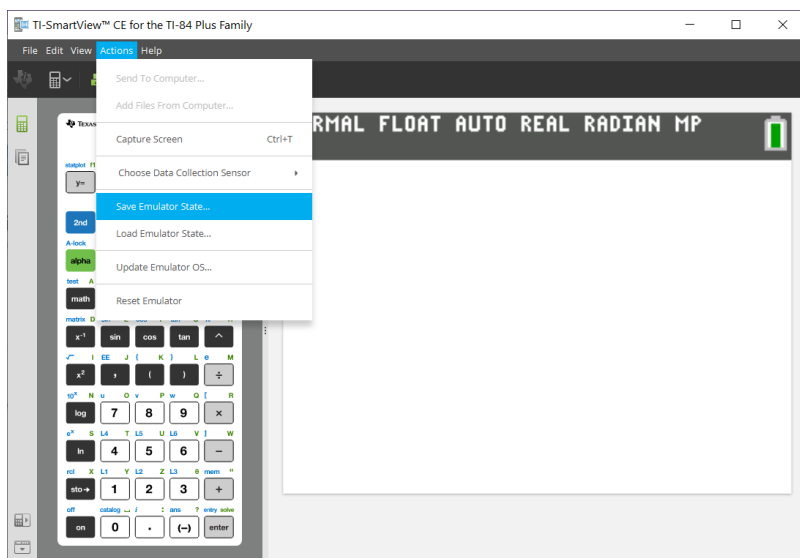 TI-SmartView™ CE for the TI-84 Plus Family
File Edit View Actions Help
Send To Computer...
Add Files From Computer...
Capture Screen Ctrl+T
Choose Data Collection Sensor
Save Emulator State...
Load Emulator State...
Update Emulator OS...
Reset Emulator
RMAL FLOAT AUTO REAL RADIAN MP
TEXAS
statplot f1
y=
2nd
A-lock
alpha
test A
math
matrix D
x-1 sin cos tan ^
√ I EE J { K } L e M
x² , ( ) ÷
10ˣ N u O v P w Q [ R
log 7 8 9 ×
eˣ S L4 T L5 U L6 V ] W
ln 4 5 6 −
rcl X L1 Y L2 Z L3 θ mem "
sto→ 1 2 3 +
off catalog i : ans ? entry solve
on 0 . (−) enter